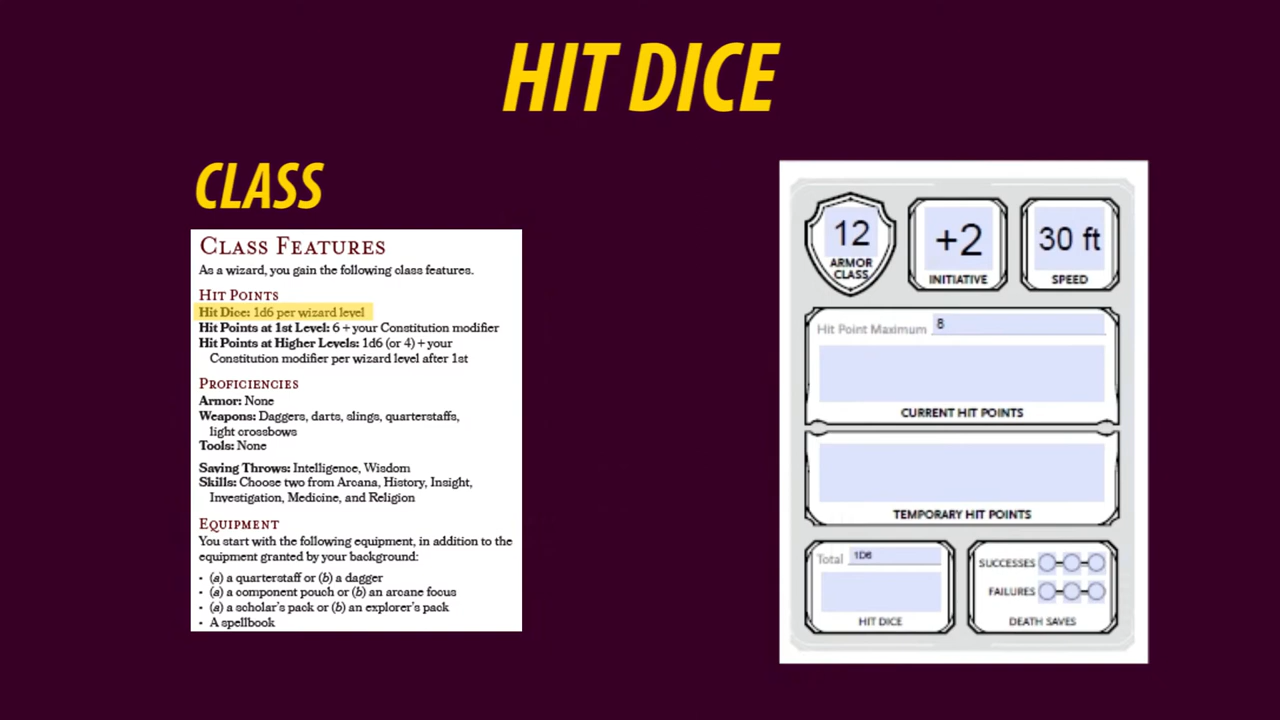 HIT DICE
CLASS
CLASS FEATURES
As a wizard, you gain the following class features.
HIT POINTS
Hit Dice: 1d6 per wizard level
Hit Points at 1st Level: 6 + your Constitution modifier
Hit Points at Higher Levels: 1d6 (or 4) + your
Constitution modifier per wizard level after 1st
PROFICIENCIES
Armor: None
Weapons: Daggers, darts, slings, quarterstaffs,
light crossbows
Tools: None
Saving Throws: Intelligence, Wisdom
Skills: Choose two from Arcana, History, Insight,
Investigation, Medicine, and Religion
EQUIPMENT
You start with the following equipment, in addition to the
equipment granted by your background:
• (a) a quarterstaff or (b) a dagger
• (a) a component pouch or (b) an arcane focus
• (a) a scholar's pack or (b) an explorer's pack
• A spellbook
12
ARMOR
CLASS
+2
INITIATIVE
30 ft
SPEED
Hit Point Maximum 8
CURRENT HIT POINTS
TEMPORARY HIT POINTS
Total 1D6
HIT DICE
SUCCESSES
FAILURES
DEATH SAVES